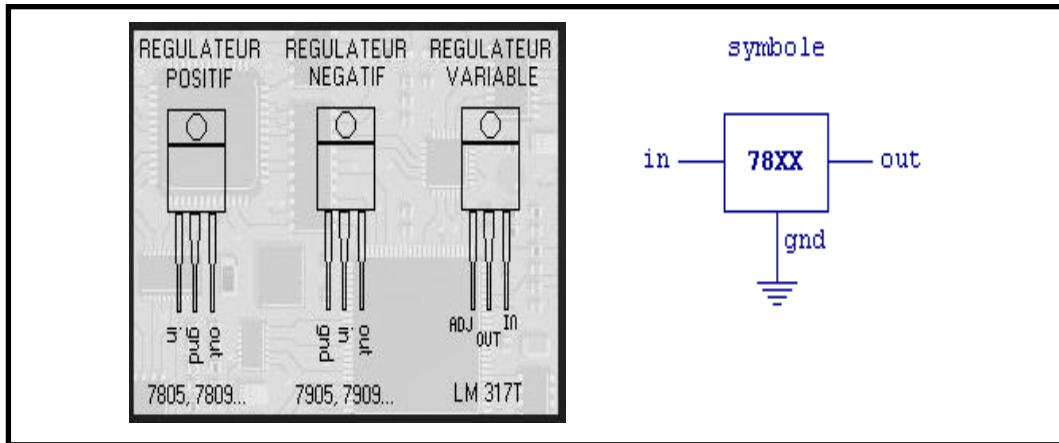 REGULATEUR POSITIF
REGULATEUR NEGATIF
REGULATEUR VARIABLE
in gnd out
gnd in out
ADJ OUT IN
7805, 7809...
7905, 7909...
LM 317T
symbole
in
78XX
out
gnd